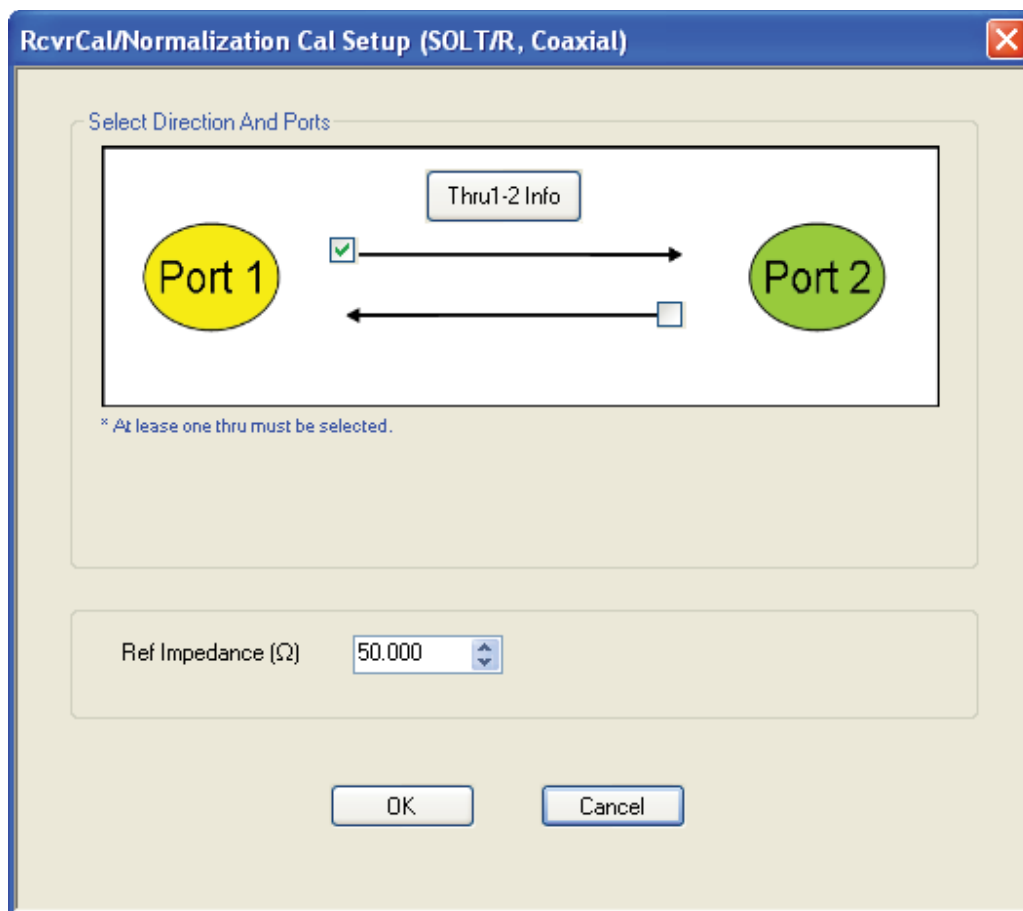 RcvrCal/Normalization Cal Setup (SOLT/R, Coaxial)
Select Direction And Ports
Thru1-2 Info
Port 1
Port 2
* At lease one thru must be selected.
Ref Impedance (Ω) 50.000
OK Cancel